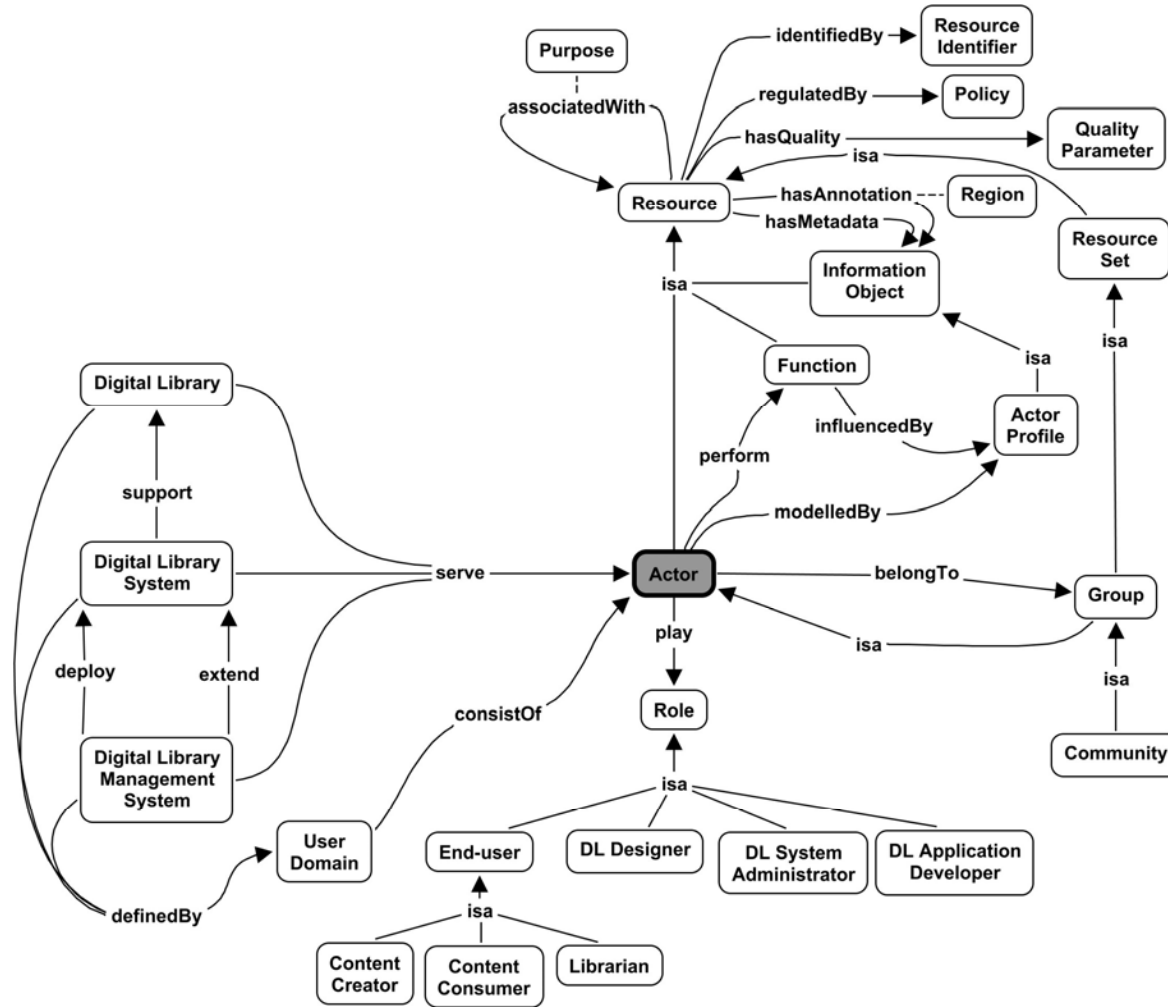 identifiedBy
Resource
Identifier
Purpose
associatedWith
regulatedBy
Policy
hasQuality
Quality
Parameter
isa
Resource
hasAnnotation
Region
hasMetadata
Resource
Set
isa
Information
Object
isa
isa
Function
Digital Library
influencedBy
Actor
Profile
perform
support
modelledBy
Digital Library
System
serve
Actor
belongTo
Group
play
isa
deploy
extend
isa
consistOf
Role
Community
Digital Library
Management
System
isa
User
Domain
End-user
DL Designer
DL System
Administrator
DL Application
Developer
definedBy
isa
Content
Creator
Content
Consumer
Librarian